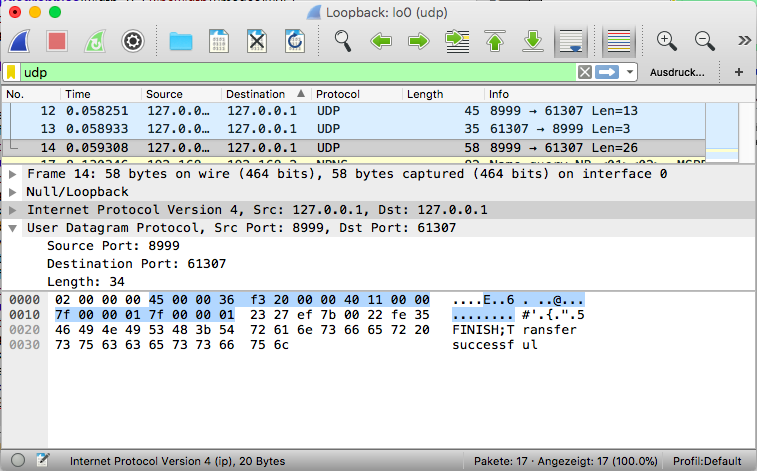 Loopback: lo0 (udp)
udp
Ausdruck…
+
No. Time Source Destination Protocol Length Info
12 0.058251 127.0.0… 127.0.0.1 UDP 45 8999 → 61307 Len=13
13 0.058933 127.0.0… 127.0.0.1 UDP 35 61307 → 8999 Len=3
14 0.059308 127.0.0… 127.0.0.1 UDP 58 8999 → 61307 Len=26
Frame 14: 58 bytes on wire (464 bits), 58 bytes captured (464 bits) on interface 0
Null/Loopback
Internet Protocol Version 4, Src: 127.0.0.1, Dst: 127.0.0.1
User Datagram Protocol, Src Port: 8999, Dst Port: 61307
Source Port: 8999
Destination Port: 61307
Length: 34
0000 02 00 00 00 45 00 00 36 f3 20 00 00 40 11 00 00 ....E..6 . ..@...
0010 7f 00 00 01 7f 00 00 01 23 27 ef 7b 00 22 fe 35 ........ #'.{.".5
0020 46 49 4e 49 53 48 3b 54 72 61 6e 73 66 65 72 20 FINISH;T ransfer
0030 73 75 63 63 65 73 73 66 75 6c successf ul
Internet Protocol Version 4 (ip), 20 Bytes
Pakete: 17 · Angezeigt: 17 (100.0%)
Profil:Default